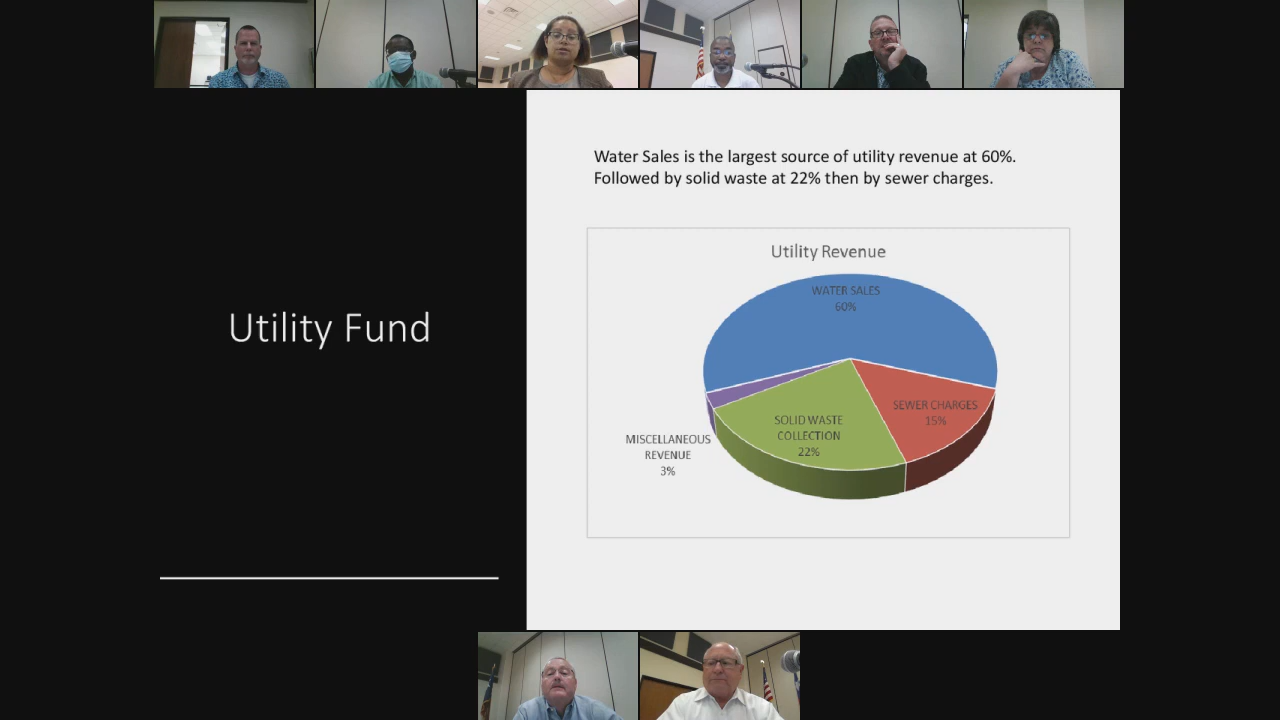 Water Sales is the largest source of utility revenue at 60%.
Followed by solid waste at 22% then by sewer charges.
Utility Fund
Utility Revenue
WATER SALES
60%
SEWER CHARGES
15%
SOLID WASTE
COLLECTION
22%
MISCELLANEOUS
REVENUE
3%